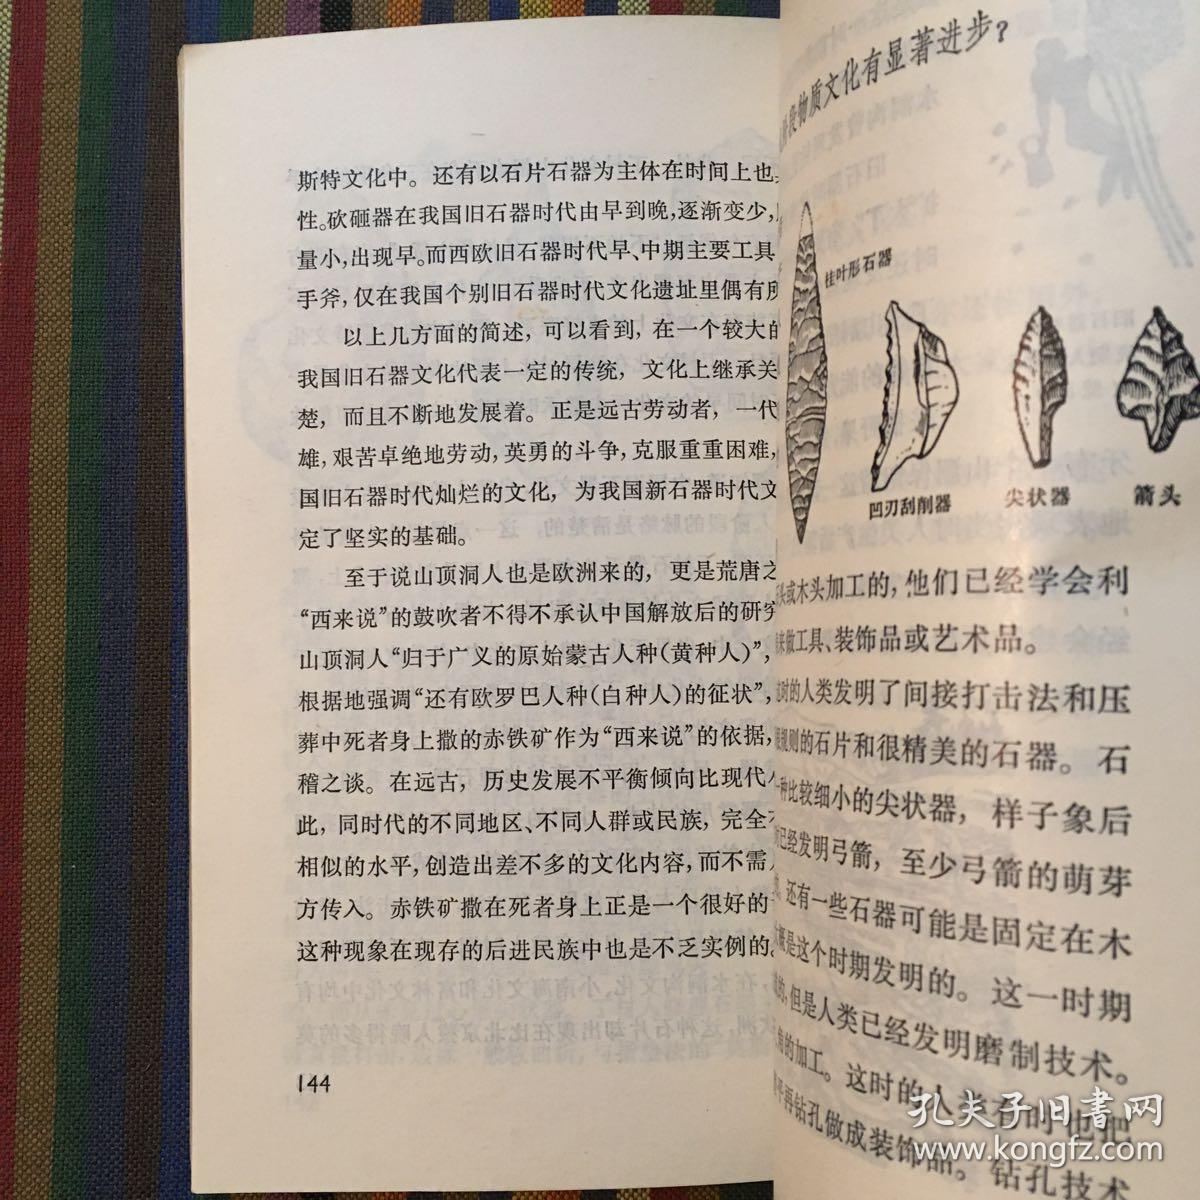 斯特文化中。还有以石片石器为主体在时间上也
性。砍砸器在我国旧石器时代由早到晚,逐渐变少,
量小,出现早。而西欧旧石器时代早、中期主要工具
手斧,仅在我国个别旧石器时代文化遗址里偶有所
以上几方面的简述,可以看到,在一个较大的
我国旧石器文化代表一定的传统,文化上继承关
楚,而且不断地发展着。正是远古劳动者,一代
雄,艰苦卓绝地劳动,英勇的斗争,克服重重困难,
国旧石器时代灿烂的文化,为我国新石器时代文
定了坚实的基础。
至于说山顶洞人也是欧洲来的,更是荒唐之
“西来说”的鼓吹者不得不承认中国解放后的研究
山顶洞人“归于广义的原始蒙古人种(黄种人)”,
根据地强调“还有欧罗巴人种(白种人)的征状”,
葬中死者身上撒的赤铁矿作为“西来说”的依据,
稽之谈。在远古,历史发展不平衡倾向比现代
此,同时代的不同地区、不同人群或民族,完全
相似的水平,创造出差不多的文化内容,而不需
方传入。赤铁矿撒在死者身上正是一个很好的
这种现象在现存的后进民族中也是不乏实例的。
144
段物质文化有显著进步?
桂叶形石器
凹刃刮削器
尖状器
箭头
头或木头加工的,他们已经学会利
来做工具、装饰品或艺术品。
时的人类发明了间接打击法和压
规则的石片和很精美的石器。石
种比较细小的尖状器,样子象后
已经发明弓箭,至少弓箭的萌芽
还有一些石器可能是固定在木
是这个时期发明的。这一时期
的,但是人类已经发明磨制技术。
的加工。这时的人类有时也把
平再钻孔做成装饰品。钻孔技术
孔夫子旧书网
www.kongfz.com